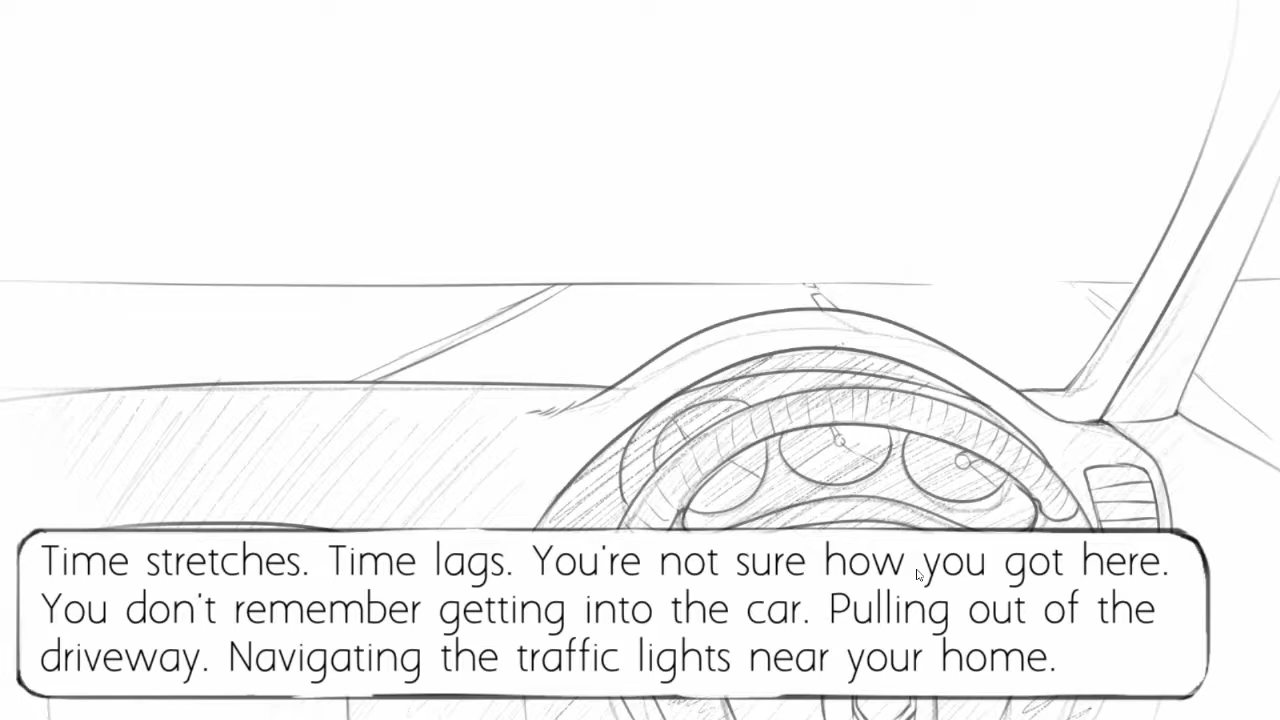 Time stretches. Time lags. You're not sure how you got here.
You don't remember getting into the car. Pulling out of the
driveway. Navigating the traffic lights near your home.